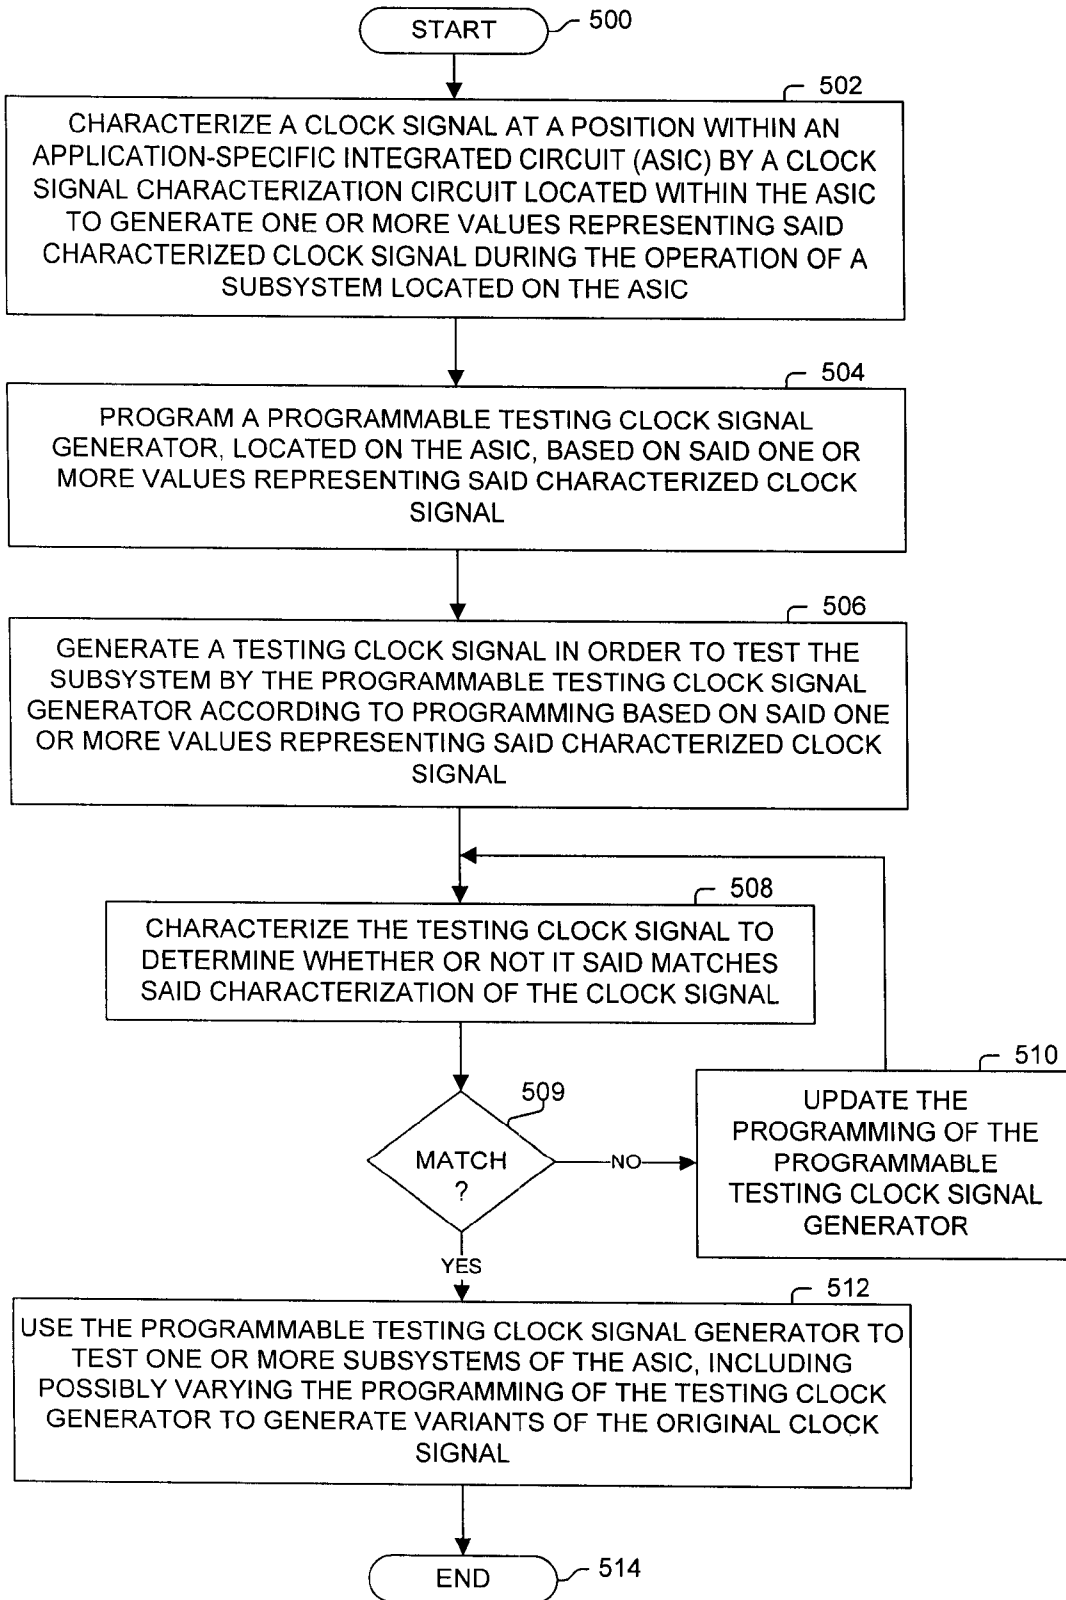 START
500
502
CHARACTERIZE A CLOCK SIGNAL AT A POSITION WITHIN AN
APPLICATION-SPECIFIC INTEGRATED CIRCUIT (ASIC) BY A CLOCK
SIGNAL CHARACTERIZATION CIRCUIT LOCATED WITHIN THE ASIC
TO GENERATE ONE OR MORE VALUES REPRESENTING SAID
CHARACTERIZED CLOCK SIGNAL DURING THE OPERATION OF A
SUBSYSTEM LOCATED ON THE ASIC
504
PROGRAM A PROGRAMMABLE TESTING CLOCK SIGNAL
GENERATOR, LOCATED ON THE ASIC, BASED ON SAID ONE OR
MORE VALUES REPRESENTING SAID CHARACTERIZED CLOCK
SIGNAL
506
GENERATE A TESTING CLOCK SIGNAL IN ORDER TO TEST THE
SUBSYSTEM BY THE PROGRAMMABLE TESTING CLOCK SIGNAL
GENERATOR ACCORDING TO PROGRAMMING BASED ON SAID ONE
OR MORE VALUES REPRESENTING SAID CHARACTERIZED CLOCK
SIGNAL
508
CHARACTERIZE THE TESTING CLOCK SIGNAL TO
DETERMINE WHETHER OR NOT IT SAID MATCHES
SAID CHARACTERIZATION OF THE CLOCK SIGNAL
509
MATCH
?
NO
510
UPDATE THE
PROGRAMMING OF THE
PROGRAMMABLE
TESTING CLOCK SIGNAL
GENERATOR
YES
512
USE THE PROGRAMMABLE TESTING CLOCK SIGNAL GENERATOR TO
TEST ONE OR MORE SUBSYSTEMS OF THE ASIC, INCLUDING
POSSIBLY VARYING THE PROGRAMMING OF THE TESTING CLOCK
GENERATOR TO GENERATE VARIANTS OF THE ORIGINAL CLOCK
SIGNAL
END
514